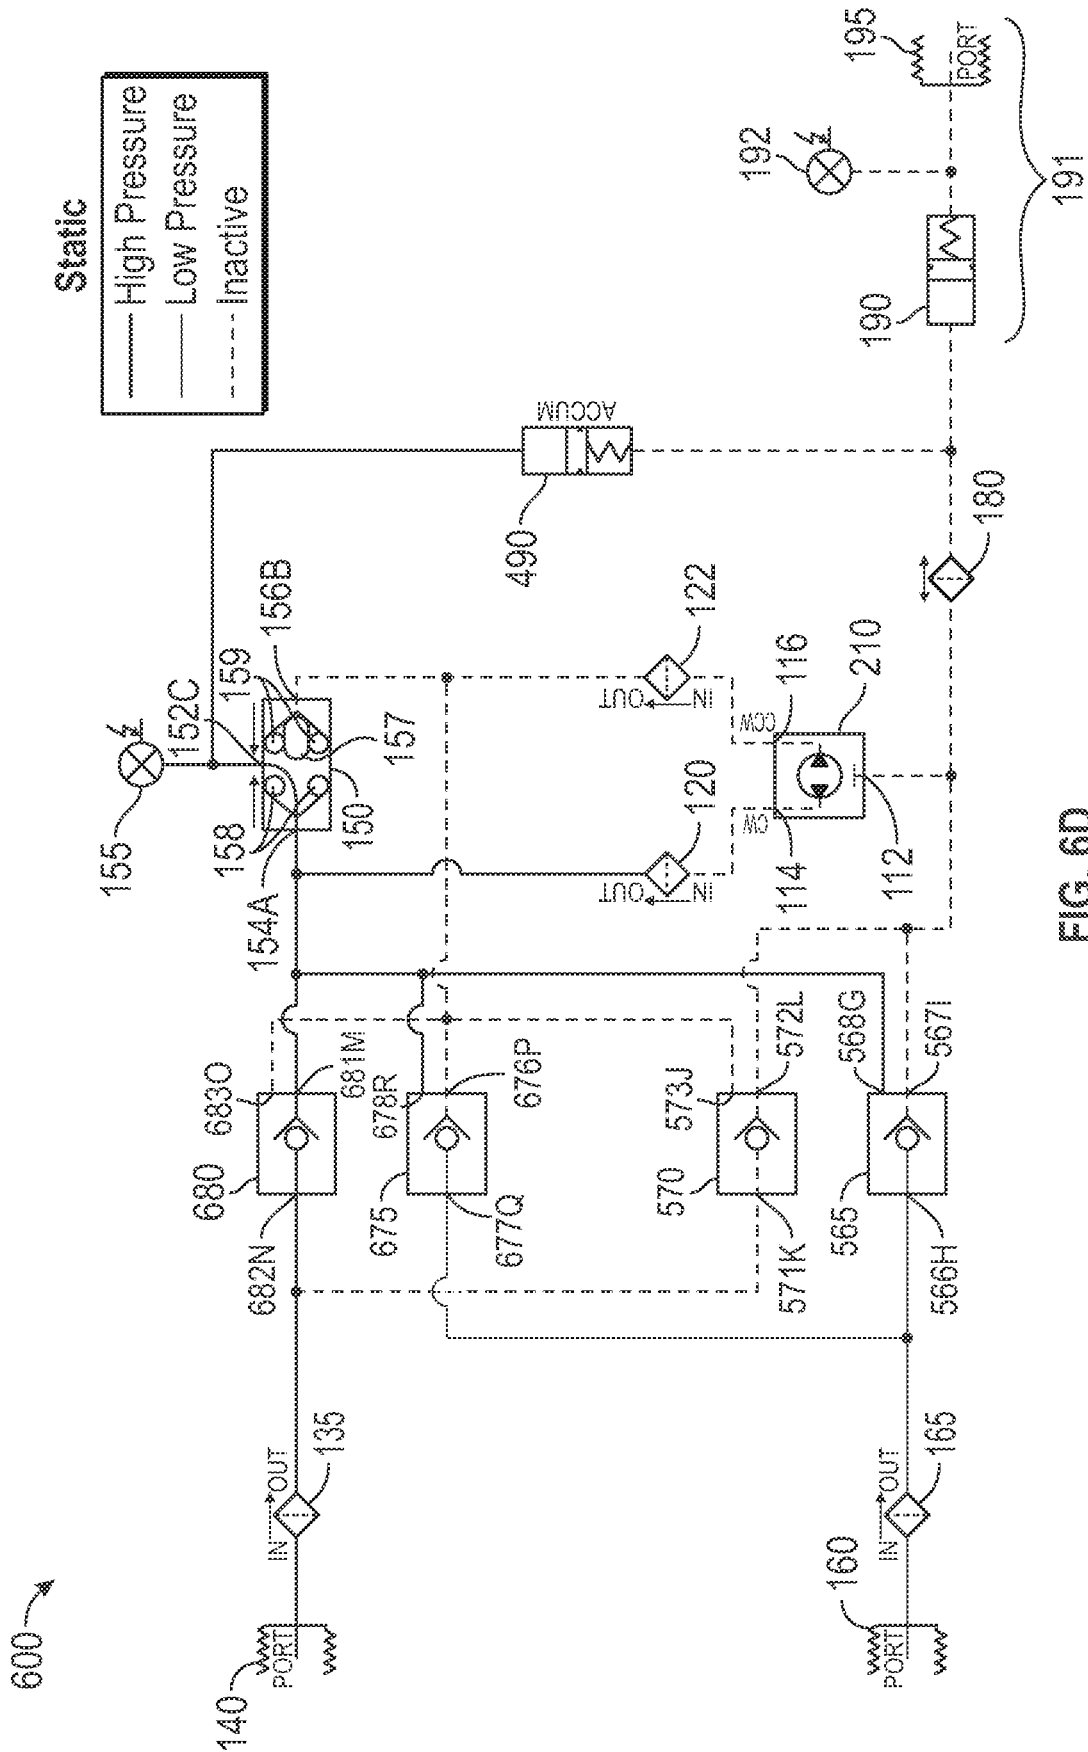 600
Static
High Pressure
Low Pressure
Inactive
155
152C
159
156B
158
157
150
154A
490
ACCUM
192
195
PORT
190
191
180
122
OUT
IN
120
OUT
IN
CCW
116
210
CW
114
112
683O
680
681M
682N
678R
675
676P
677Q
573J
570
572L
571K
568G
565
567I
566H
140
PORT
IN
OUT
135
160
PORT
IN
OUT
165
FIG. 6D